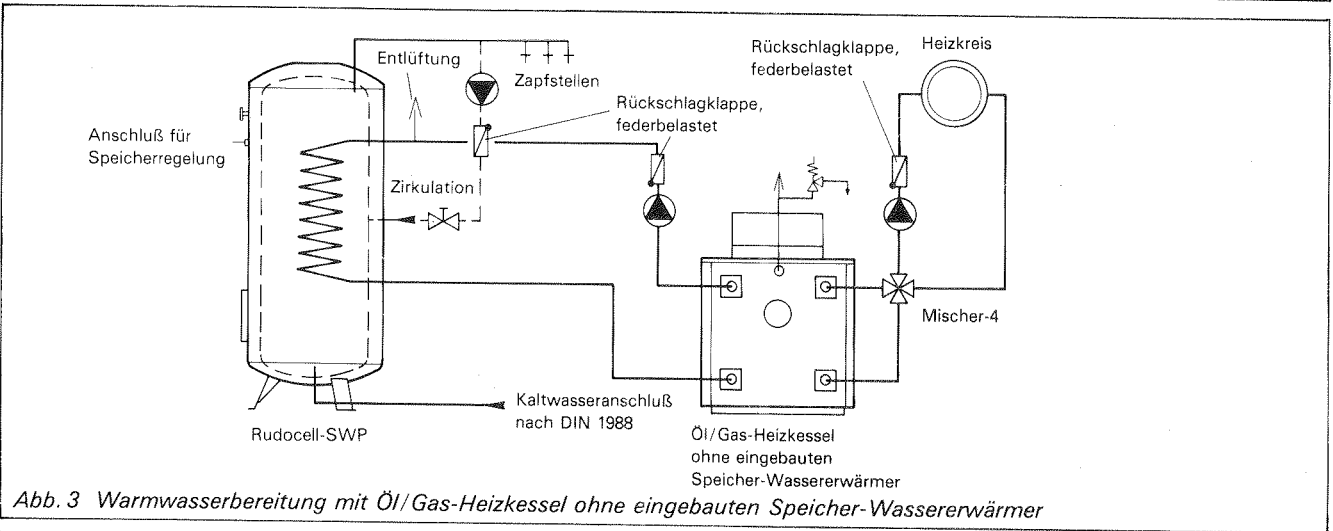 Entlüftung
Zapfstellen
Rückschlagklappe,
federbelastet
Rückschlagklappe,
federbelastet
Heizkreis
Anschluß für
Speicherregelung
Zirkulation
Mischer-4
Kaltwasseranschluß
nach DIN 1988
Rudocell-SWP
Öl/Gas-Heizkessel
ohne eingebauten
Speicher-Wassererwärmer
Abb. 3 Warmwasserbereitung mit Öl/Gas-Heizkessel ohne eingebauten Speicher-Wassererwärmer